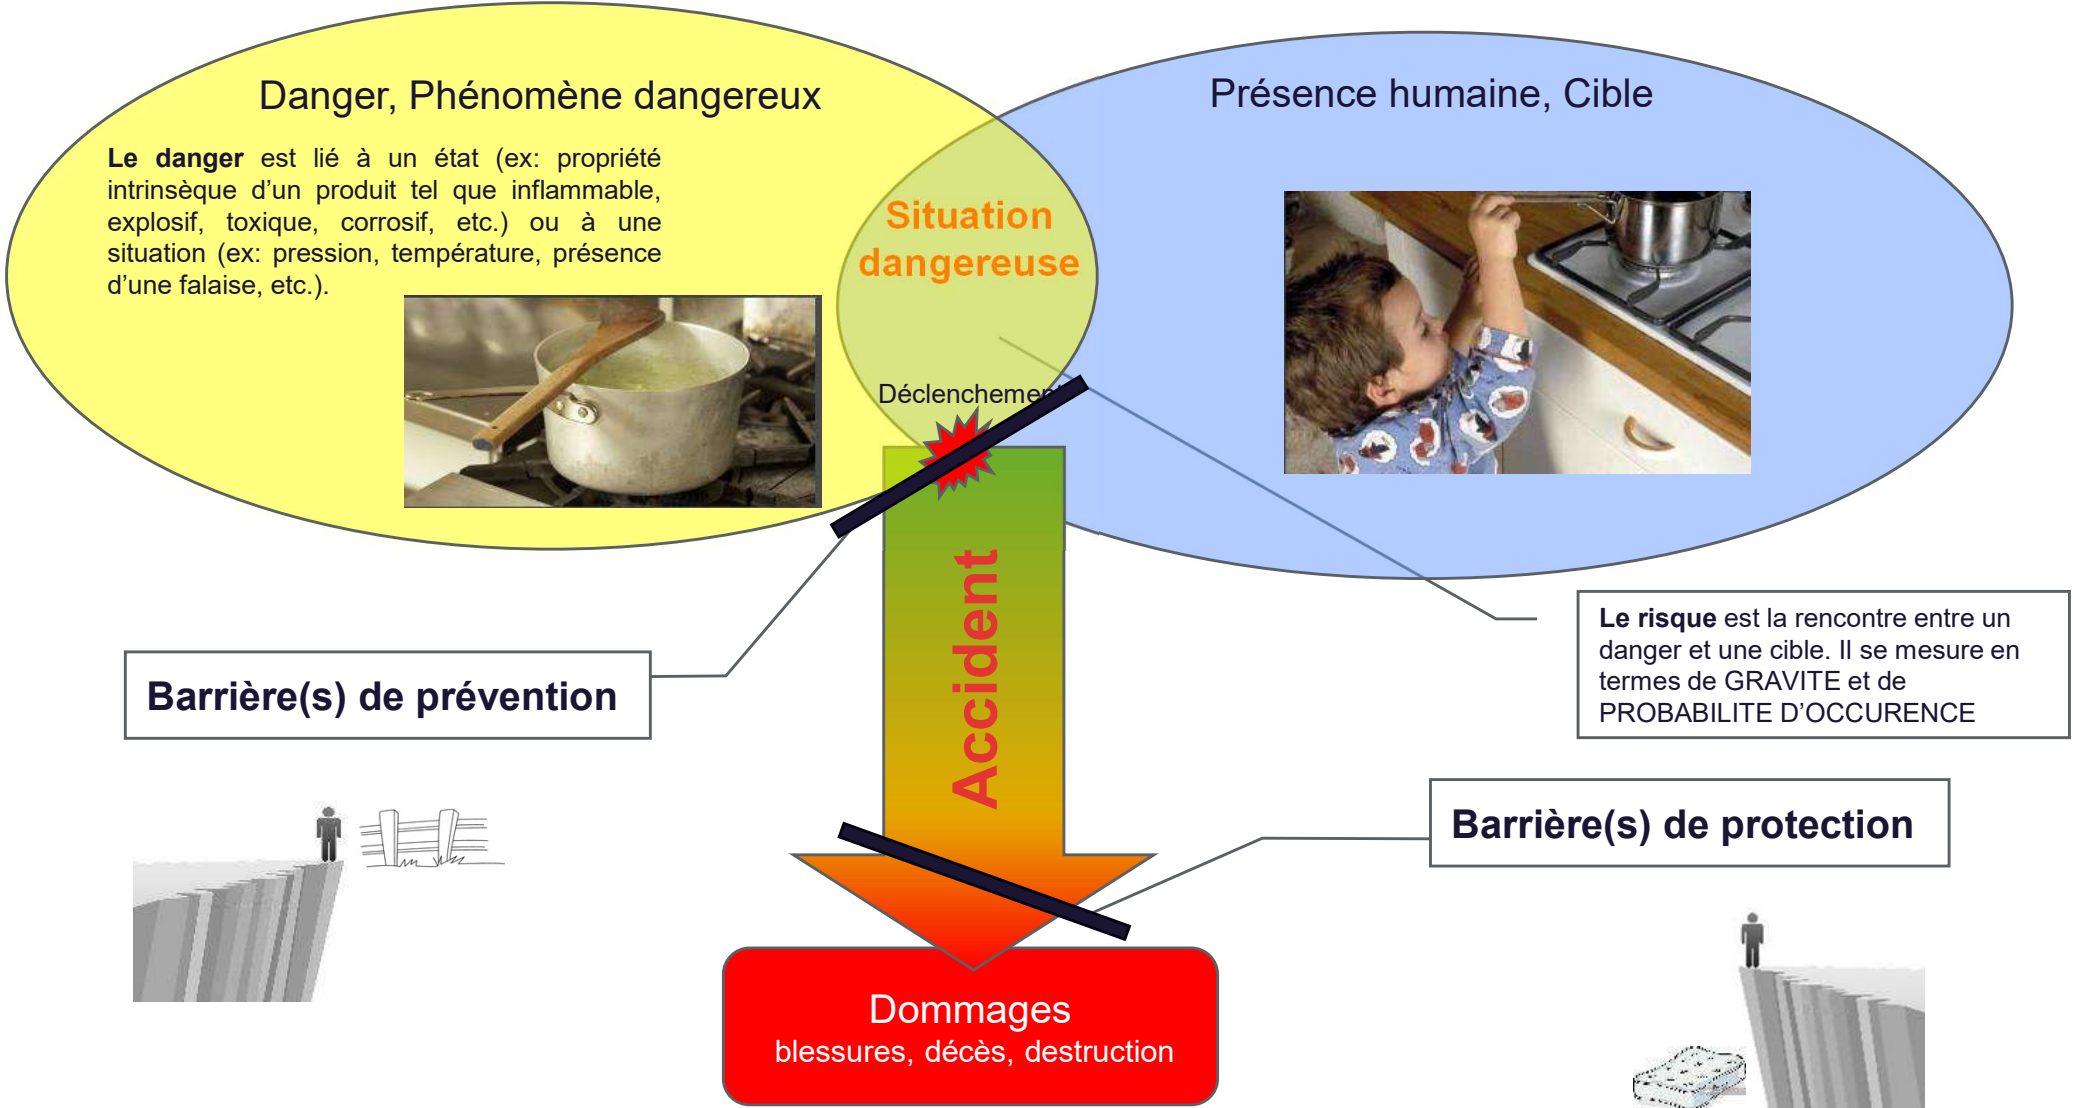 Danger, Phénomène dangereux
Le danger est lié à un état (ex: propriété
intrinsèque d'un produit tel que inflammable,
explosif, toxique, corrosif, etc.) ou à une
situation (ex: pression, température, présence
d'une falaise, etc.).
Présence humaine, Cible
Situation
dangereuse
Déclenchement
Accident
Le risque est la rencontre entre un
danger et une cible. Il se mesure en
termes de GRAVITE et de
PROBABILITE D'OCCURENCE
Barrière(s) de prévention
Barrière(s) de protection
Dommages
blessures, décès, destruction